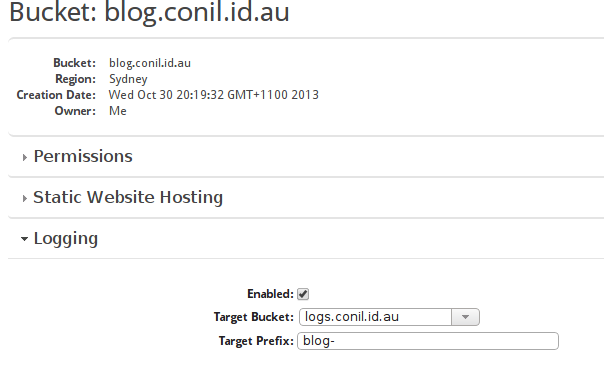 Bucket: blog.conil.id.au
Bucket: blog.conil.id.au
Region: Sydney
Creation Date: Wed Oct 30 20:19:32 GMT+1100 2013
Owner: Me
Permissions
Static Website Hosting
Logging
Enabled:
Target Bucket: logs.conil.id.au
Target Prefix: blog-